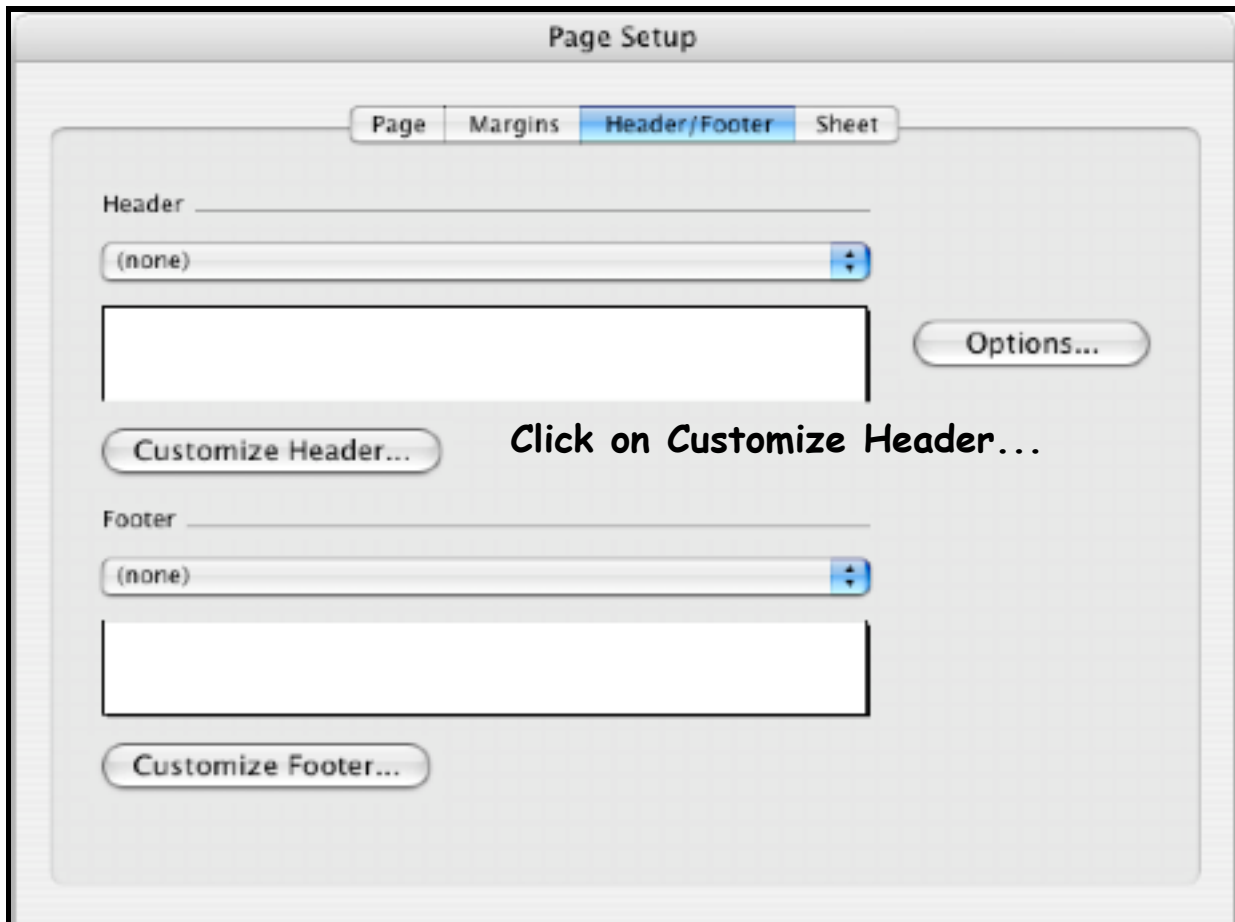 Page Setup
Page Margins Header/Footer Sheet
Header
(none)
Options...
Customize Header... Click on Customize Header...
Footer
(none)
Customize Footer...